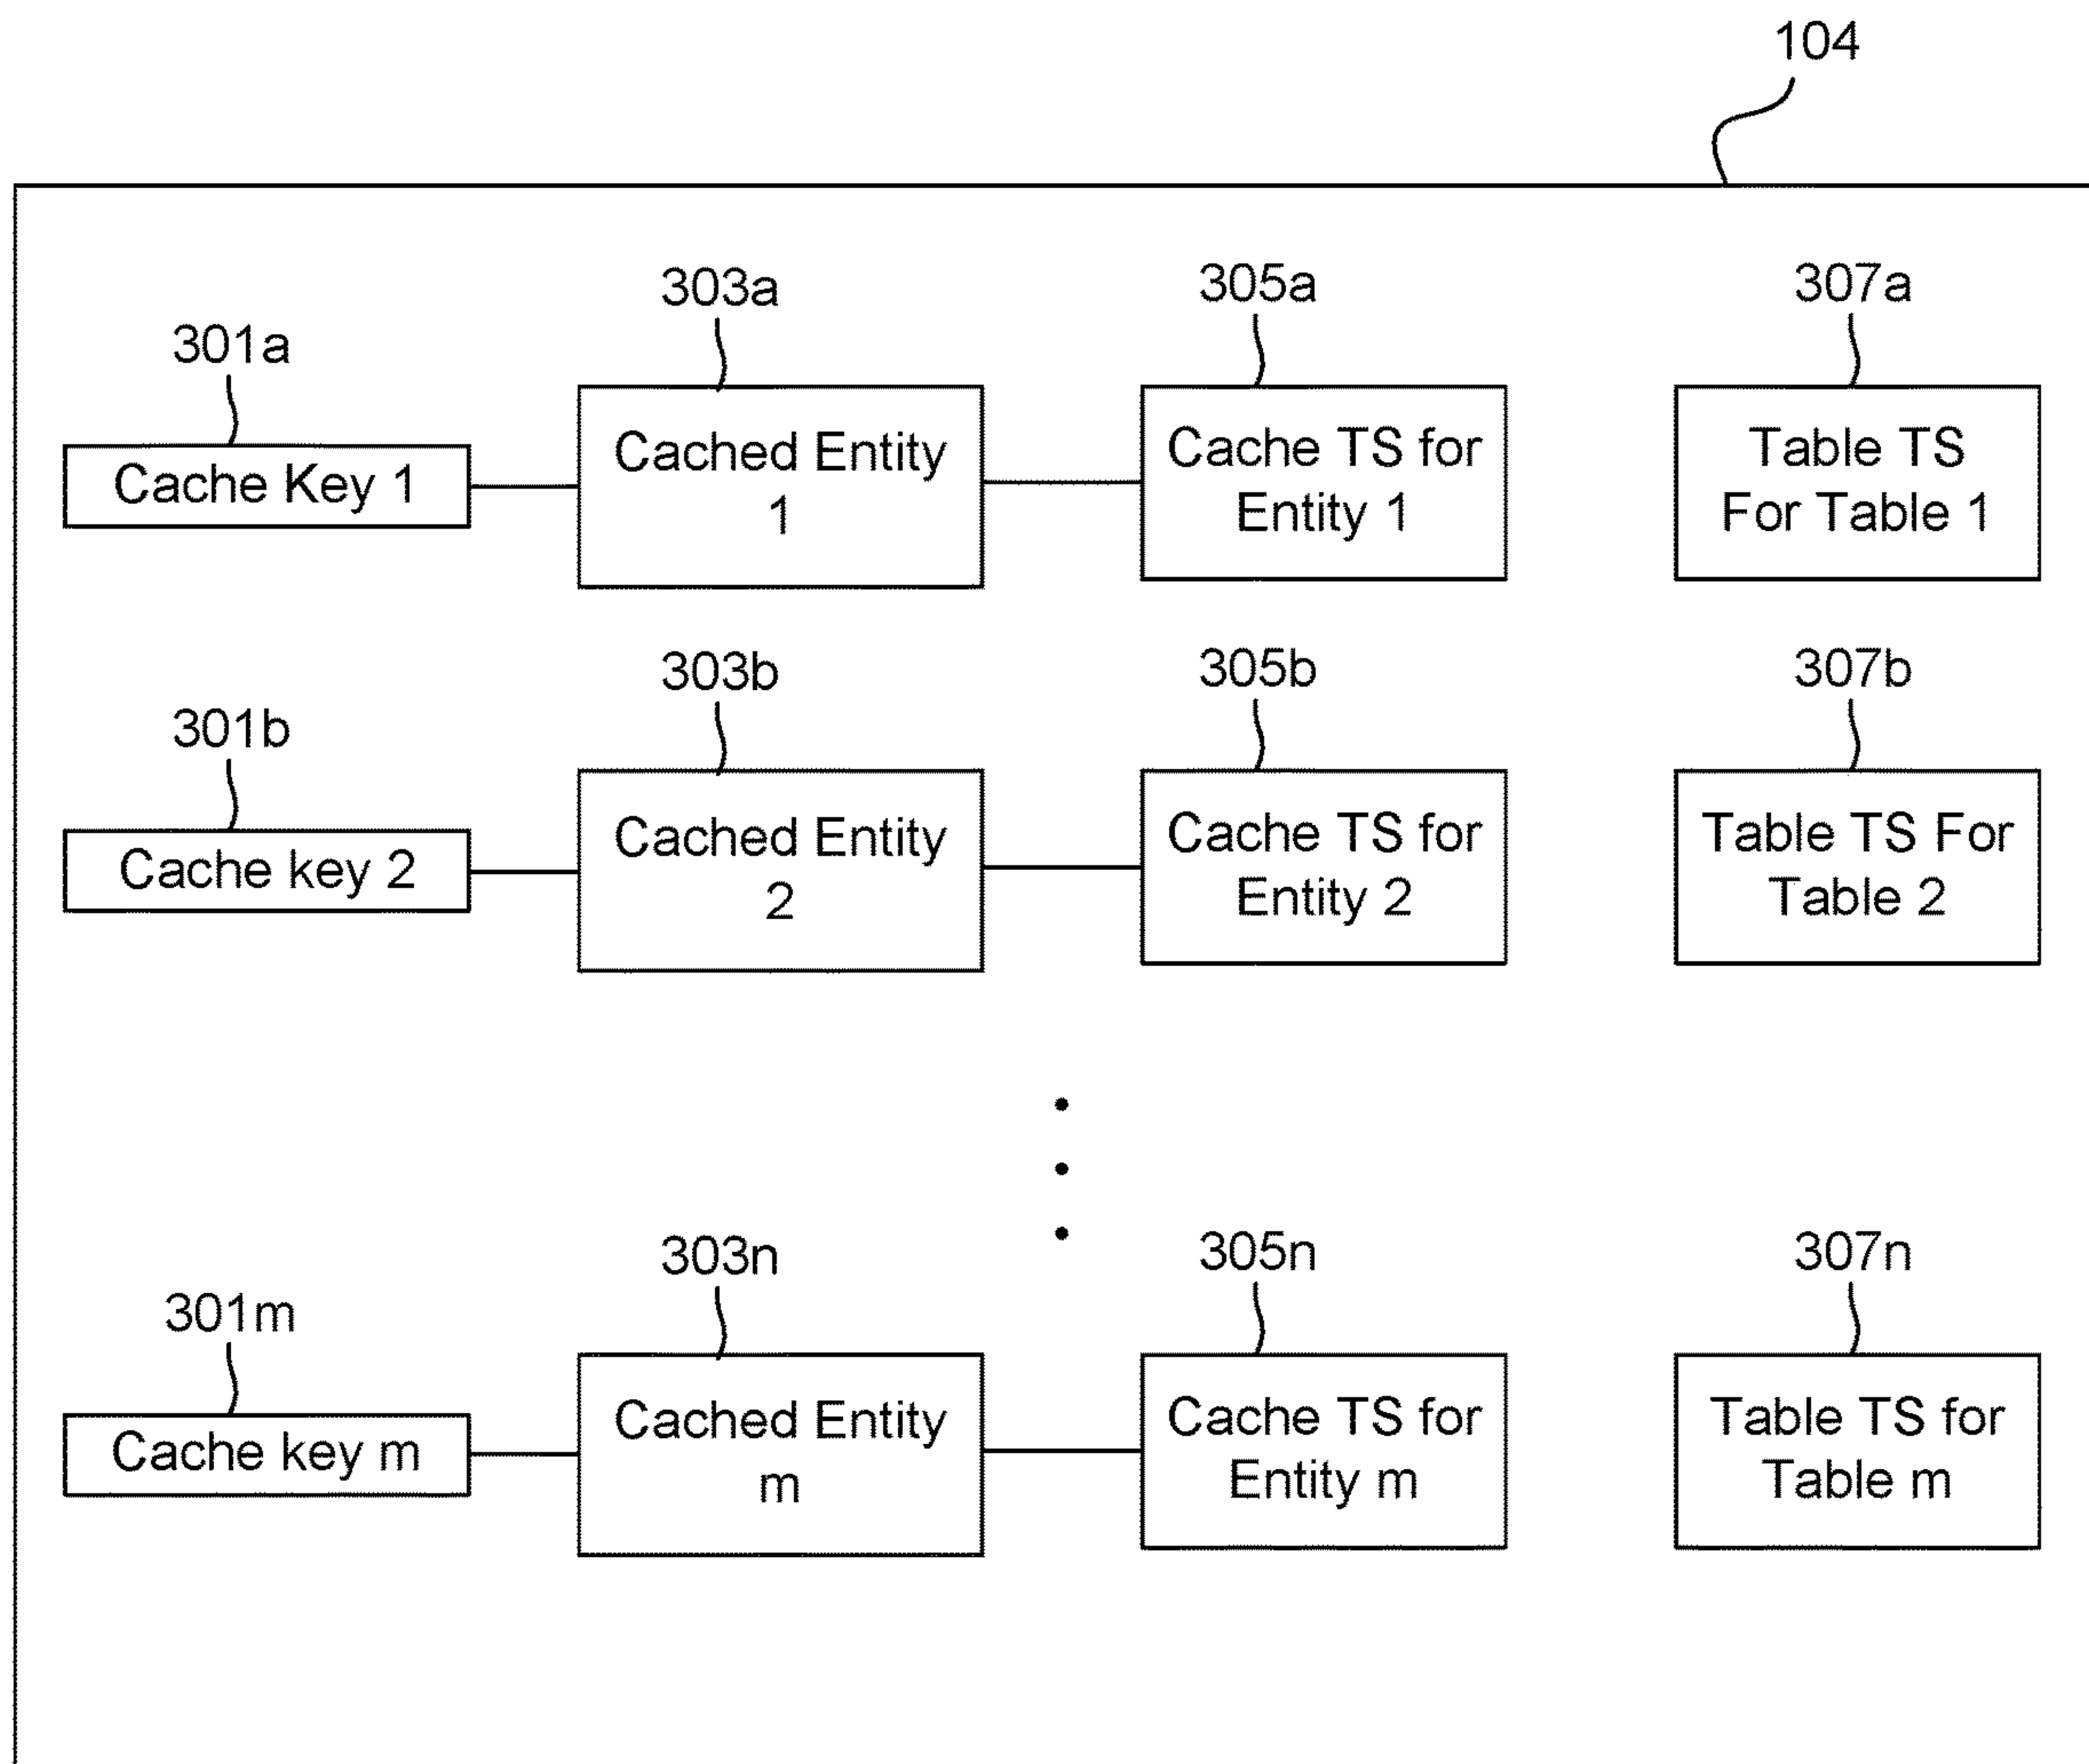 104
303a
305a
307a
301a
Cache Key 1
Cached Entity
1
Cache TS for
Entity 1
Table TS
For Table 1
303b
305b
307b
301b
Cache key 2
Cached Entity
2
Cache TS for
Entity 2
Table TS For
Table 2
303n
305n
307n
301m
Cache key m
Cached Entity
m
Cache TS for
Entity m
Table TS for
Table m